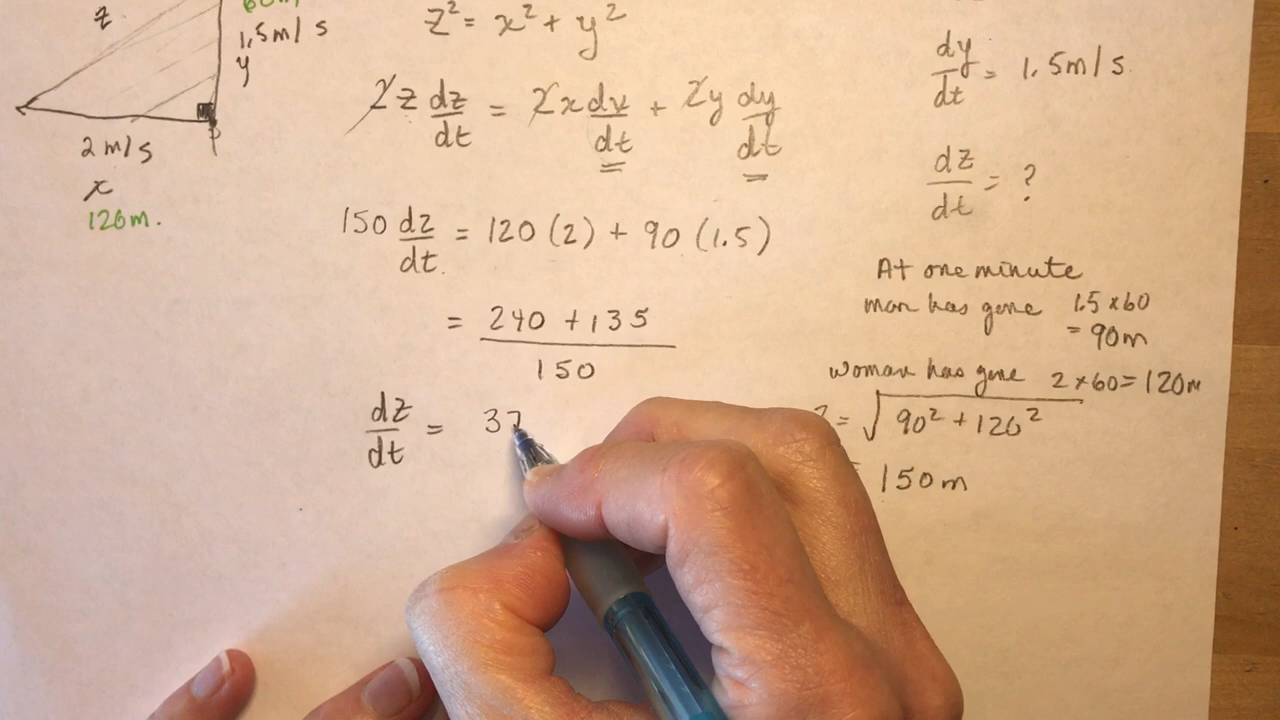 z
60m
1,5m/s
y
2m/s
x
120m.
z² = x² + y²
2z dz/dt = 2x dx/dt + 2y dy/dt
150 dz/dt = 120 (2) + 90 (1.5)
= 240 + 135
150
dz/dt = 37
dy/dt = 1.5m/s.
dz/dt = ?
At one minute
man has gone 1.5 x 60
= 90m
woman has gone 2 x 60 = 120m
= √90² + 120²
150m